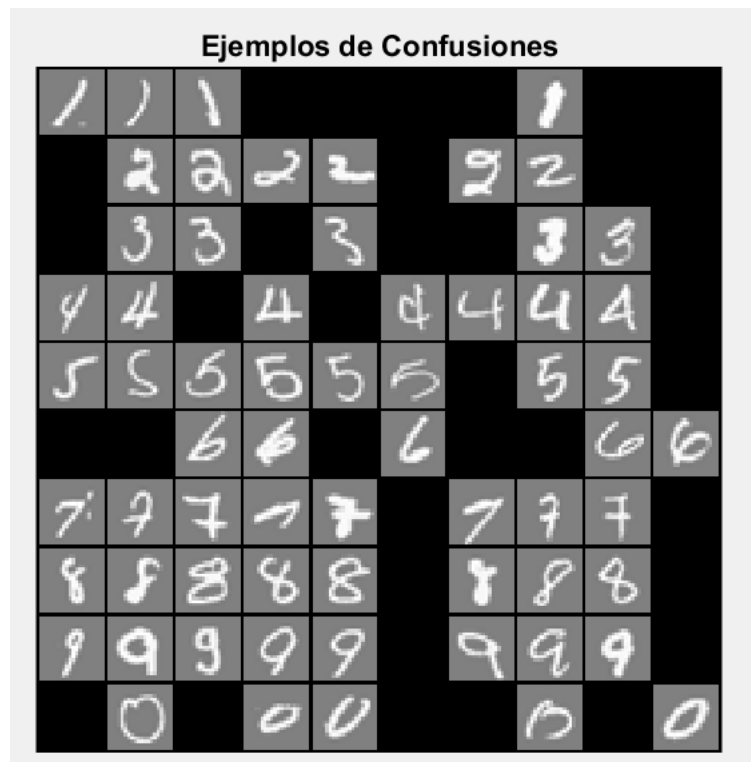 Ejemplos de Confusiones
1 1 1 1
2 2 2 2 2 2
3 3 3 3 3
4 4 4 4 4 4 4
5 5 5 5 5 5 5 5
6 6 6 6 6
7 7 7 7 7 7 7 7
8 8 8 8 8 8 8 8
9 9 9 9 9 9 9 9
0 0 0 0 0